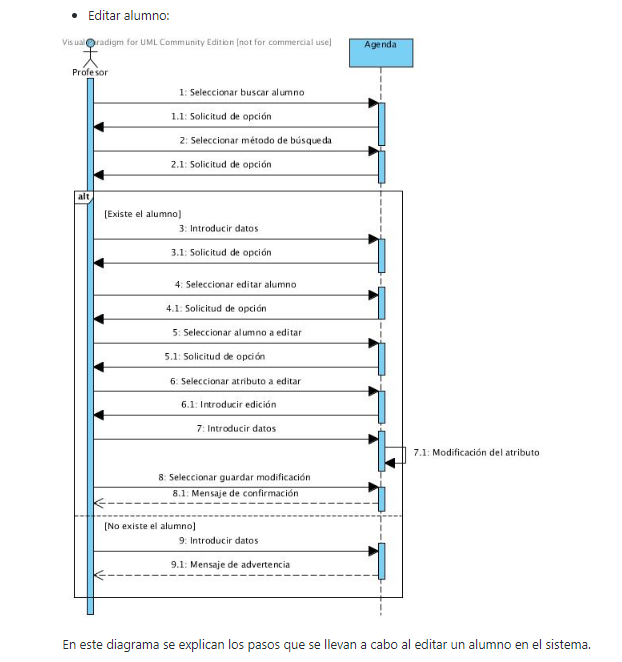 Editar alumno:
Visual Paradigm for UML Community Edition [not for commercial use]
Agenda
Profesor
1: Seleccionar buscar alumno
1.1: Solicitud de opción
2: Seleccionar método de búsqueda
2.1: Solicitud de opción
alt
[Existe el alumno]
3: Introducir datos
3.1: Solicitud de opción
4: Seleccionar editar alumno
4.1: Solicitud de opción
5: Seleccionar alumno a editar
5.1: Solicitud de opción
6: Seleccionar atributo a editar
6.1: Introducir edición
7: Introducir datos
7.1: Modificación del atributo
8: Seleccionar guardar modificación
8.1: Mensaje de confirmación
[No existe el alumno]
9: Introducir datos
9.1: Mensaje de advertencia
En este diagrama se explican los pasos que se llevan a cabo al editar un alumno en el sistema.